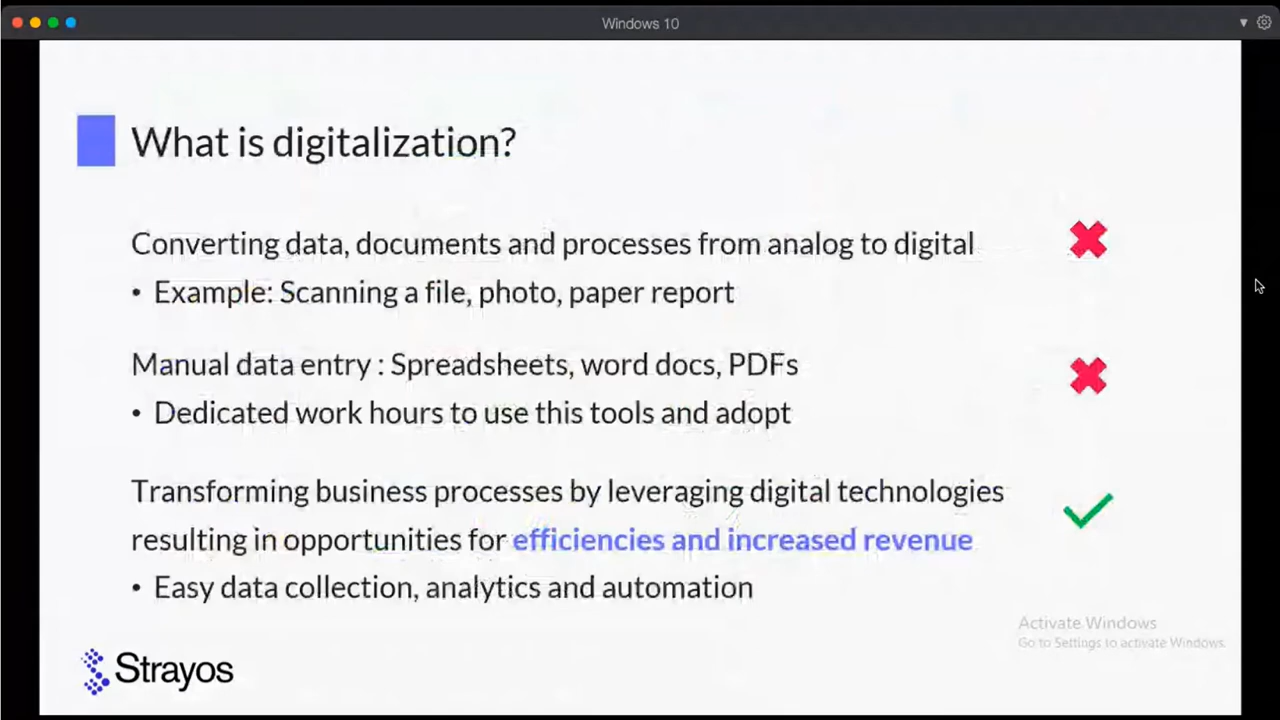 Windows 10
What is digitalization?
Converting data, documents and processes from analog to digital
• Example: Scanning a file, photo, paper report
Manual data entry : Spreadsheets, word docs, PDFs
• Dedicated work hours to use this tools and adopt
Transforming business processes by leveraging digital technologies
resulting in opportunities for efficiencies and increased revenue
• Easy data collection, analytics and automation
Activate Windows
Go to Settings to activate Windows.
Strayos